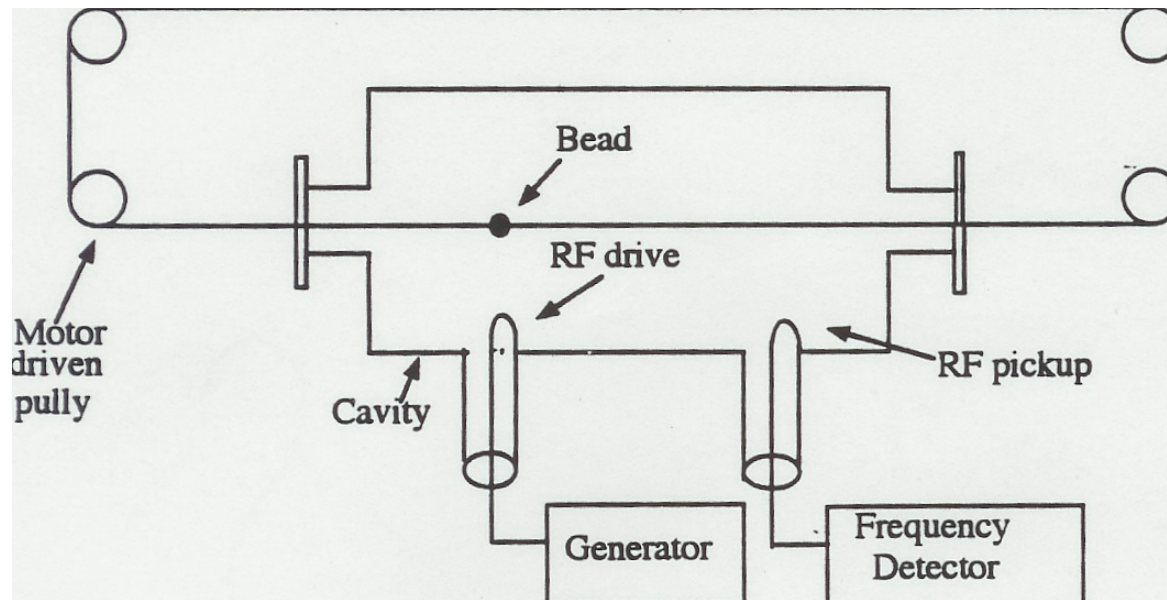 Bead
RF drive
Motor
driven
pully
Cavity
RF pickup
Generator
Frequency
Detector